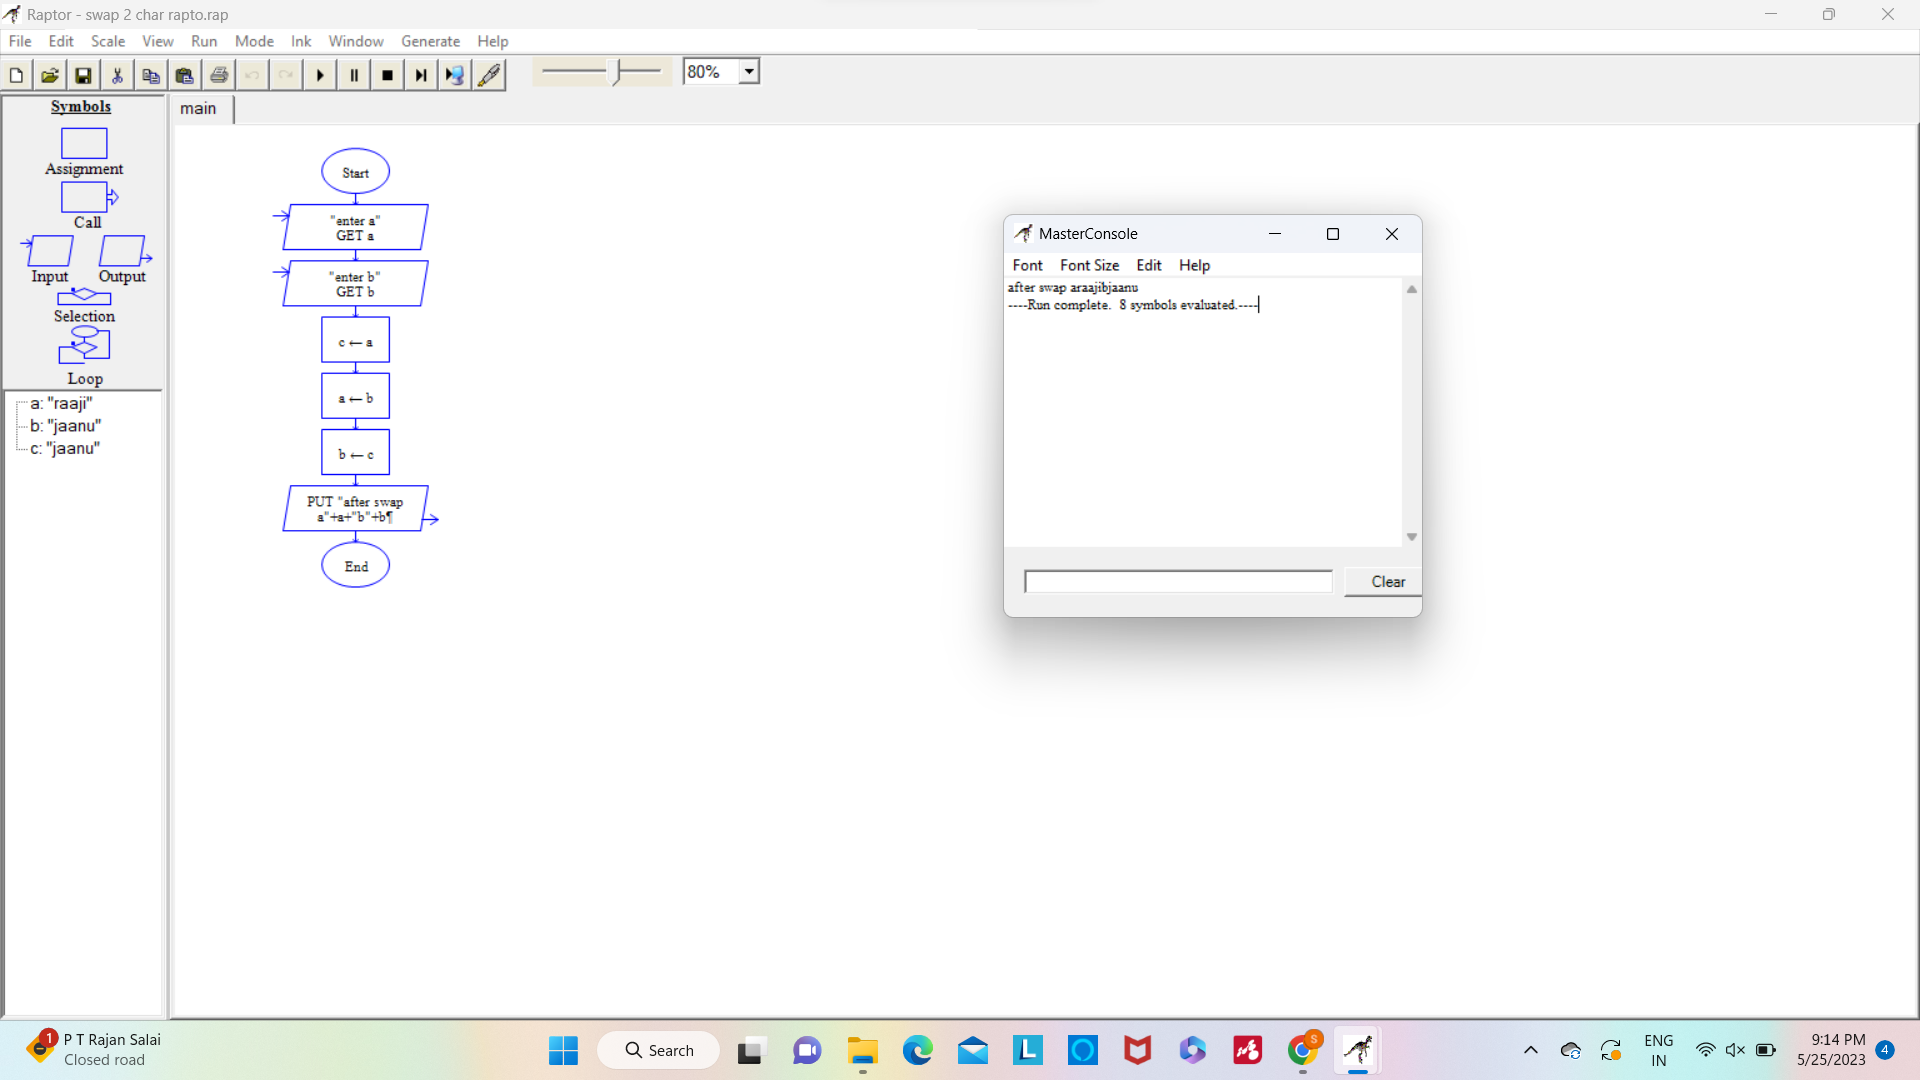 Raptor - swap 2 char rapto.rap
File Edit Scale View Run Mode Ink Window Generate Help
80%
Symbols
Assignment
Call
Input Output
Selection
Loop
a: "raaji"
b: "jaanu"
c: "jaanu"
main
Start
"enter a"
GET a
"enter b"
GET b
c ← a
a ← b
b ← c
PUT "after swap
a"+a+"b"+b¶
End
MasterConsole
Font Font Size Edit Help
after swap araajibjaanu
----Run complete.  8 symbols evaluated.----
Clear
1
P T Rajan Salai
Closed road
Search
L
S
ENG
IN
9:14 PM
5/25/2023
4